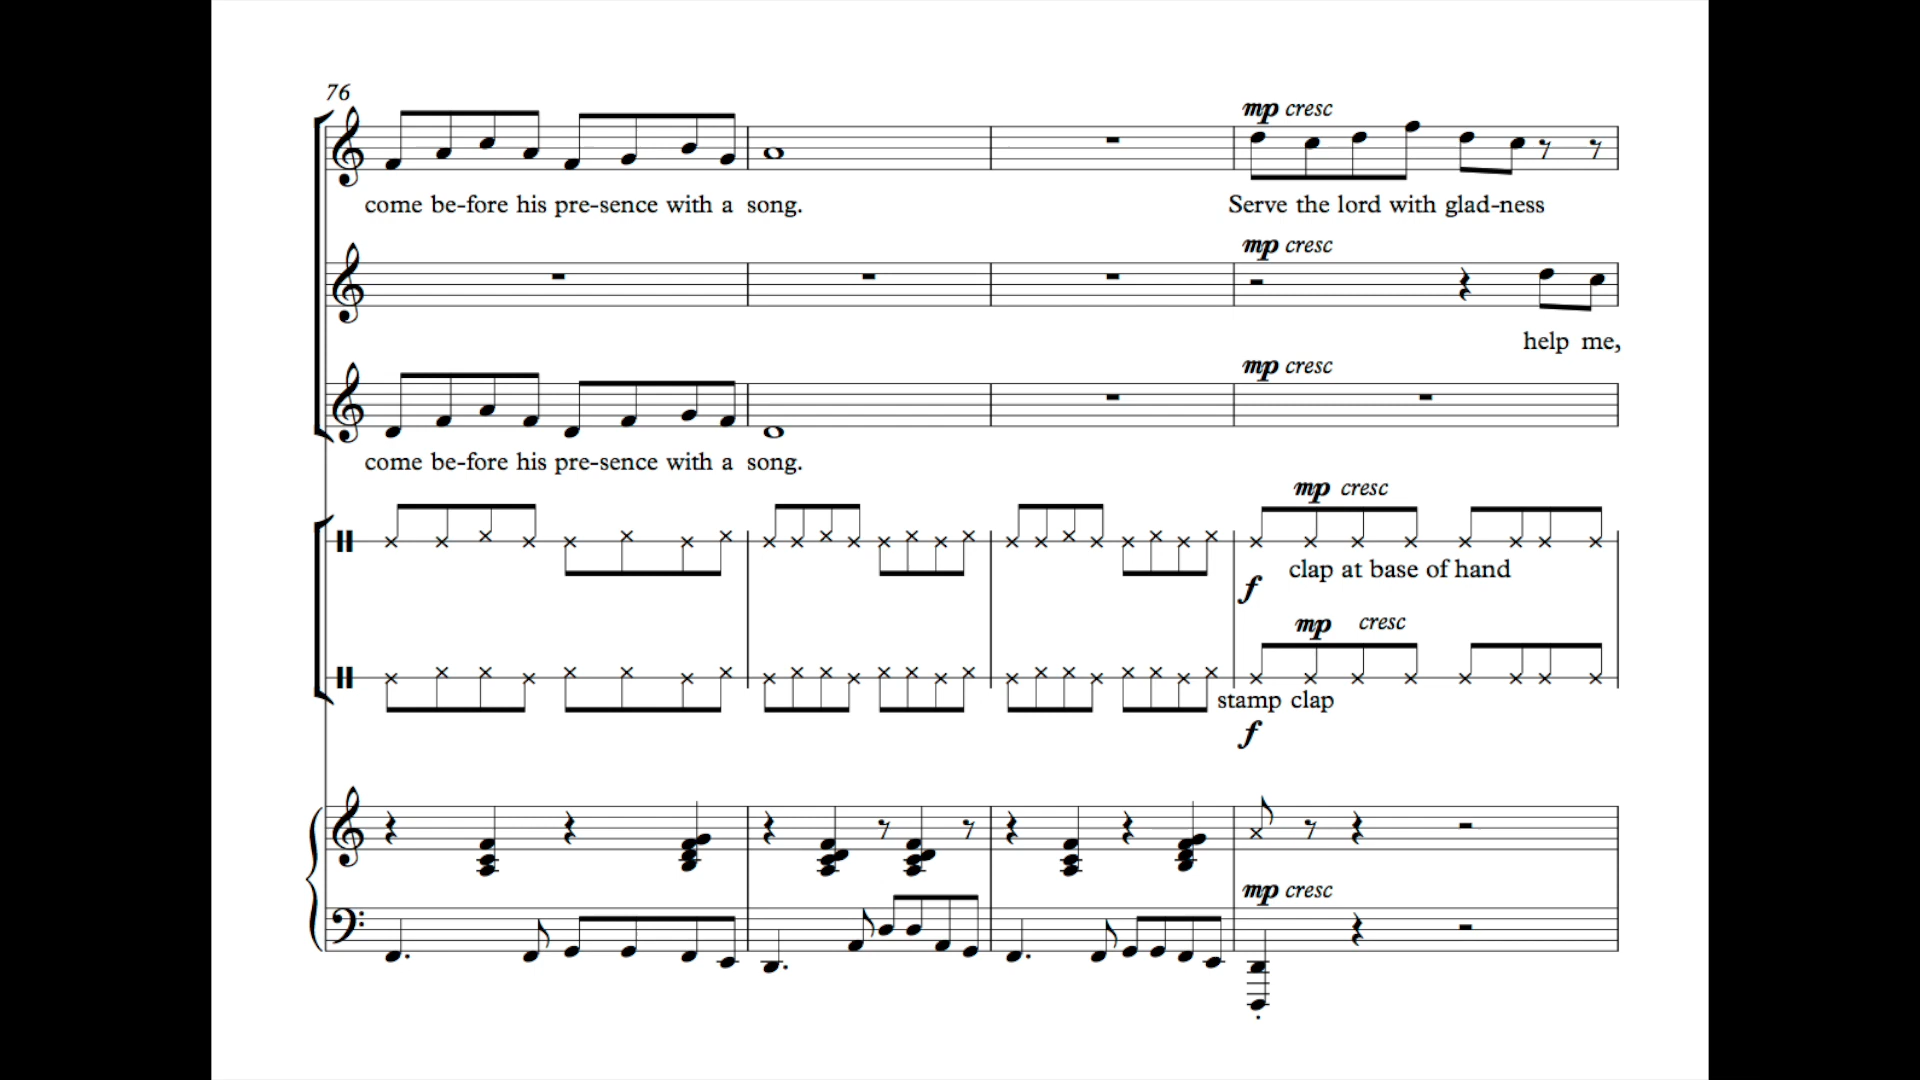 76
mp cresc
come be-fore his pre-sence with a song.
Serve the lord with glad-ness
mp cresc
help me,
mp cresc
come be-fore his pre-sence with a song.
mp cresc
clap at base of hand
f
mp cresc
stamp clap
f
mp cresc